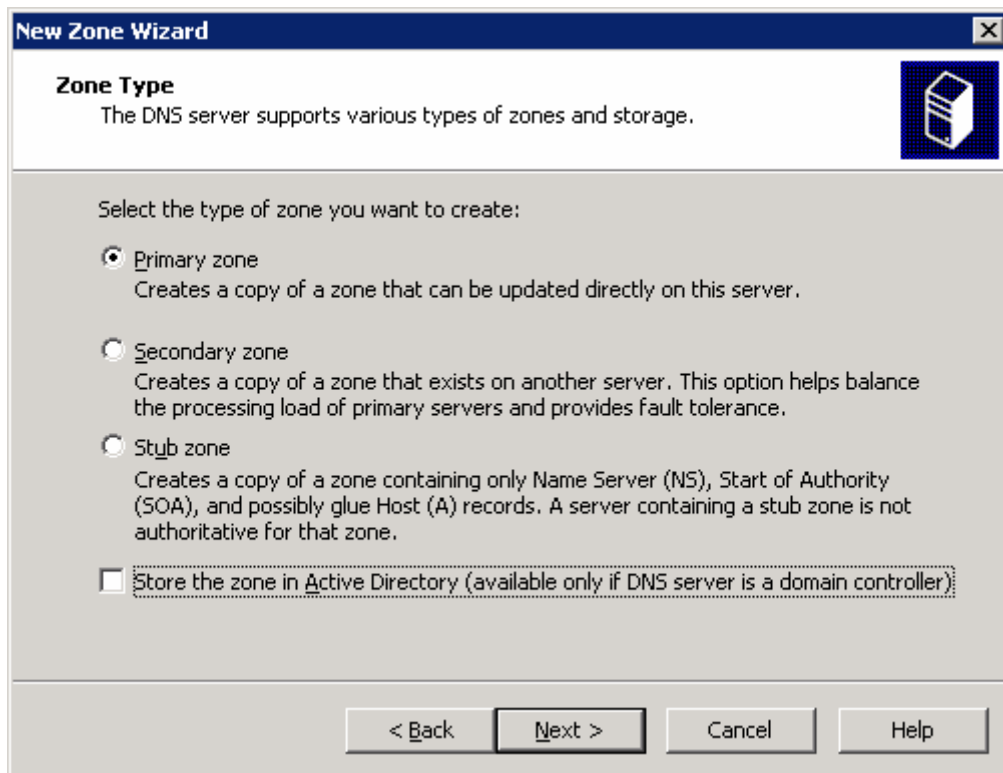 New Zone Wizard
Zone Type
The DNS server supports various types of zones and storage.
Select the type of zone you want to create:
Primary zone
Creates a copy of a zone that can be updated directly on this server.
Secondary zone
Creates a copy of a zone that exists on another server. This option helps balance
the processing load of primary servers and provides fault tolerance.
Stub zone
Creates a copy of a zone containing only Name Server (NS), Start of Authority
(SOA), and possibly glue Host (A) records. A server containing a stub zone is not
authoritative for that zone.
Store the zone in Active Directory (available only if DNS server is a domain controller)
< Back Next > Cancel Help